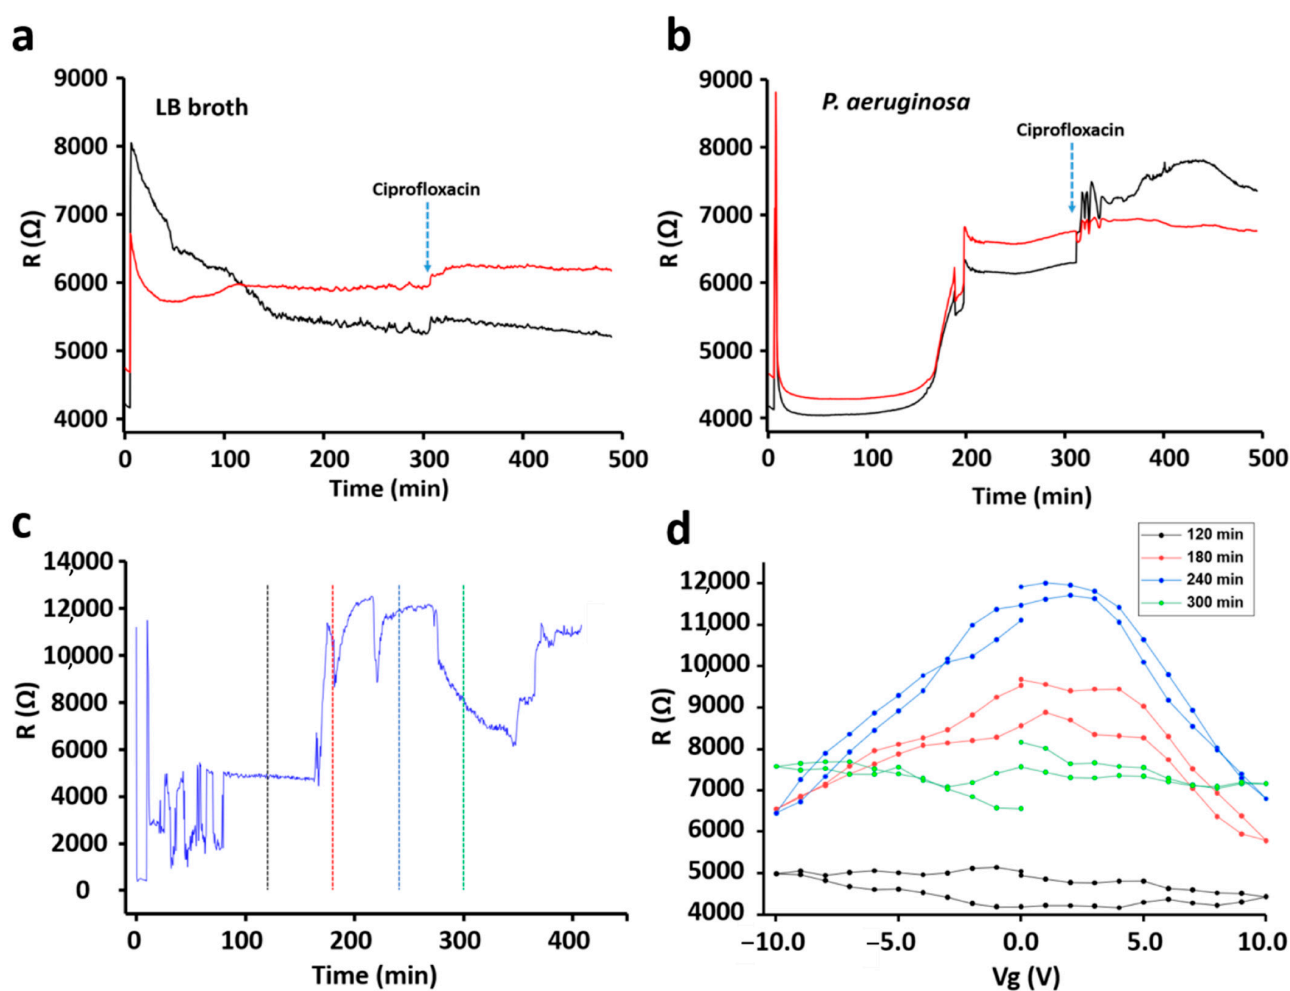 a
LB broth
Ciprofloxacin
9000
8000
7000
6000
5000
4000
R (Ω)
0 100 200 300 400 500
Time (min)
b
P. aeruginosa
Ciprofloxacin
9000
8000
7000
6000
5000
4000
R (Ω)
0 100 200 300 400 500
Time (min)
c
14,000
12,000
10,000
8000
6000
4000
2000
0
R (Ω)
0 100 200 300 400
Time (min)
d
120 min
180 min
240 min
300 min
12,000
11,000
10,000
9000
8000
7000
6000
5000
4000
R (Ω)
−10.0 −5.0 0.0 5.0 10.0
Vg (V)